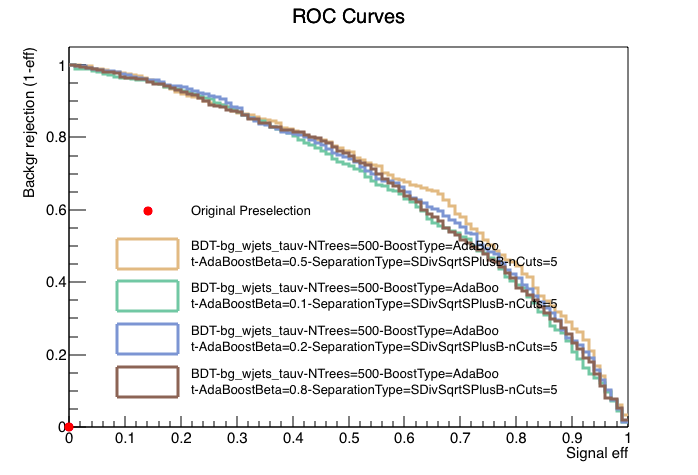 ROC Curves
Backgr rejection (1-eff)
1
0.8
0.6
0.4
0.2
0
Original Preselection
BDT-bg_wjets_tauv-NTrees=500-BoostType=AdaBoo
t-AdaBoostBeta=0.5-SeparationType=SDivSqrtSPlusB-nCuts=5
BDT-bg_wjets_tauv-NTrees=500-BoostType=AdaBoo
t-AdaBoostBeta=0.1-SeparationType=SDivSqrtSPlusB-nCuts=5
BDT-bg_wjets_tauv-NTrees=500-BoostType=AdaBoo
t-AdaBoostBeta=0.2-SeparationType=SDivSqrtSPlusB-nCuts=5
BDT-bg_wjets_tauv-NTrees=500-BoostType=AdaBoo
t-AdaBoostBeta=0.8-SeparationType=SDivSqrtSPlusB-nCuts=5
0 0.1 0.2 0.3 0.4 0.5 0.6 0.7 0.8 0.9 1
Signal eff